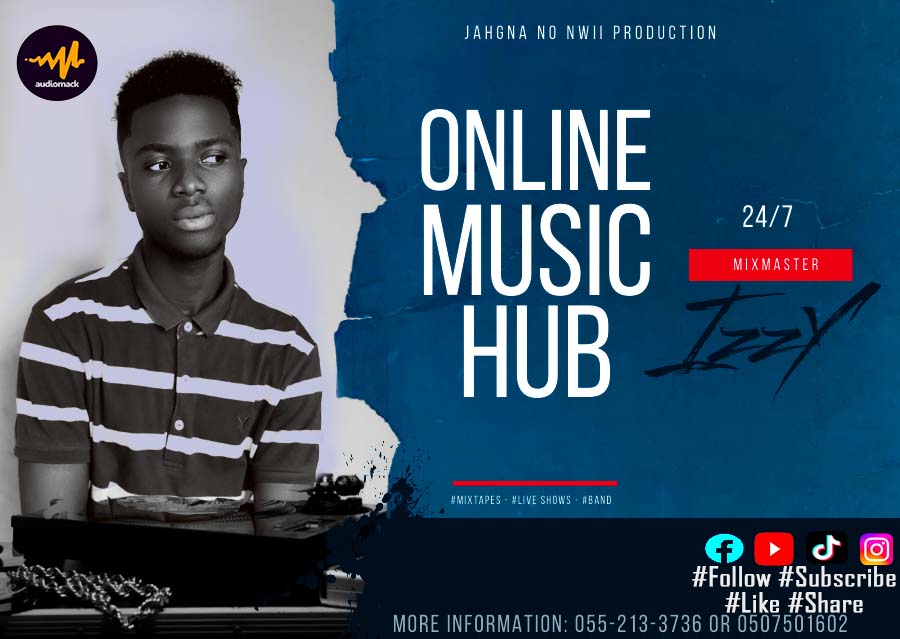 audiomack
JAHGNA NO NWII PRODUCTION
ONLINE
MUSIC
HUB
24/7
MIXMASTER
Izzy
#MIXTAPES - #LIVE SHOWS - #BAND
#Follow #Subscribe
#Like #Share
MORE INFORMATION: 055-213-3736 OR 0507501602